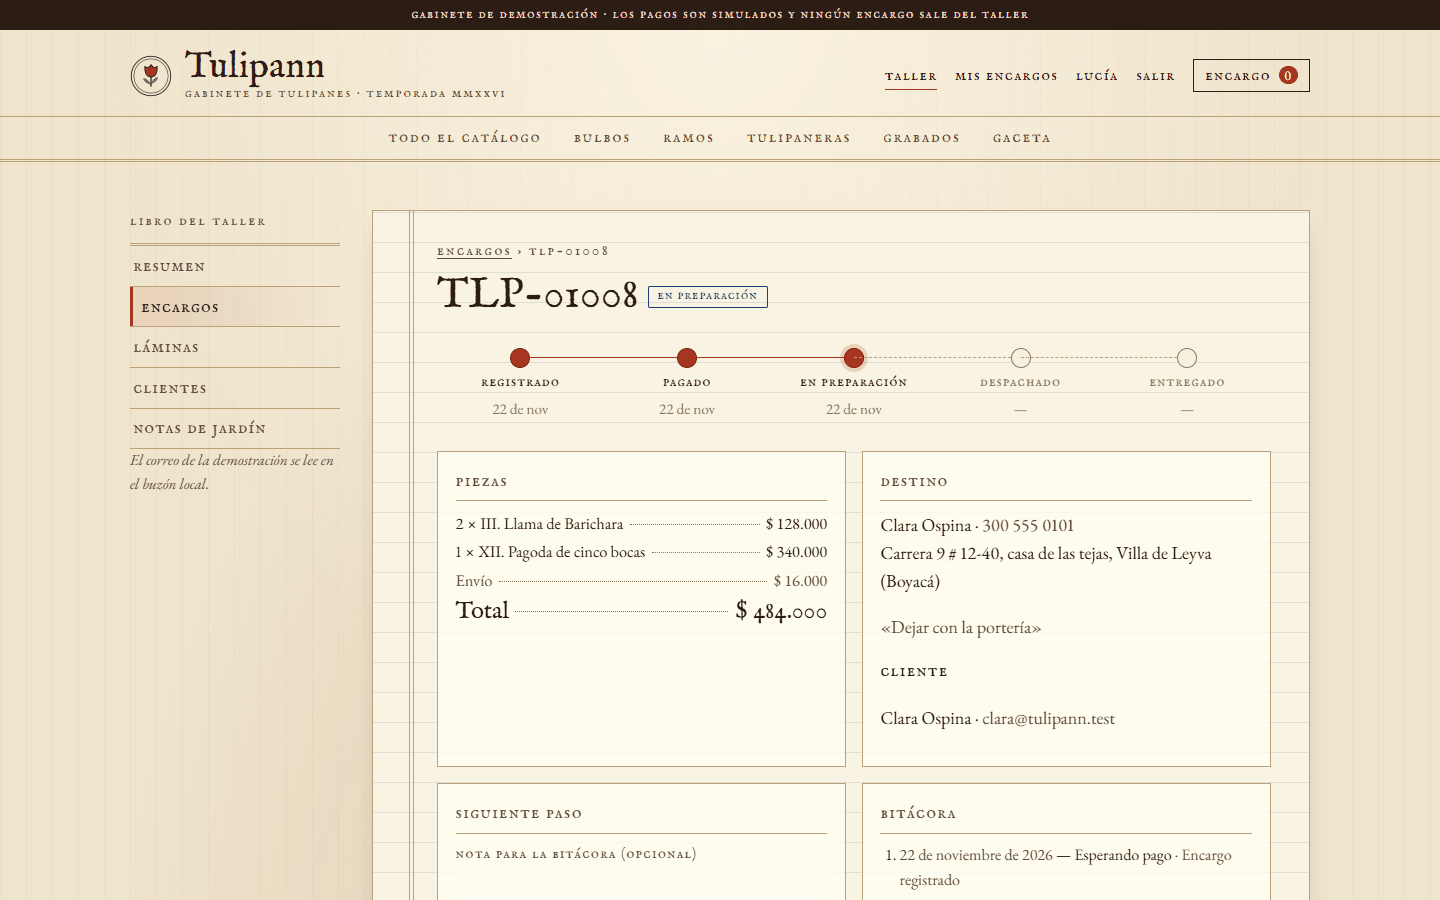 GABINETE DE DEMOSTRACIÓN · LOS PAGOS SON SIMULADOS Y NINGÚN ENCARGO SALE DEL TALLER
Tulipann
GABINETE DE TULIPANES · TEMPORADA MMXXVI
TALLER MIS ENCARGOS LUCÍA SALIR ENCARGO 0
TODO EL CATÁLOGO BULBOS RAMOS TULIPANERAS GRABADOS GACETA
LIBRO DEL TALLER
RESUMEN
ENCARGOS
LÁMINAS
CLIENTES
NOTAS DE JARDÍN
El correo de la demostración se lee en
el buzón local.
ENCARGOS › TLP-01008
TLP-01008 EN PREPARACIÓN
REGISTRADO PAGADO EN PREPARACIÓN DESPACHADO ENTREGADO
22 de nov 22 de nov 22 de nov — —
PIEZAS
2 × III. Llama de Barichara $ 128.000
1 × XII. Pagoda de cinco bocas $ 340.000
Envío $ 16.000
Total $ 484.000
DESTINO
Clara Ospina · 300 555 0101
Carrera 9 # 12-40, casa de las tejas, Villa de Leyva
(Boyacá)
«Dejar con la portería»
CLIENTE
Clara Ospina · clara@tulipann.test
SIGUIENTE PASO
NOTA PARA LA BITÁCORA (OPCIONAL)
BITÁCORA
1. 22 de noviembre de 2026 — Esperando pago · Encargo
registrado